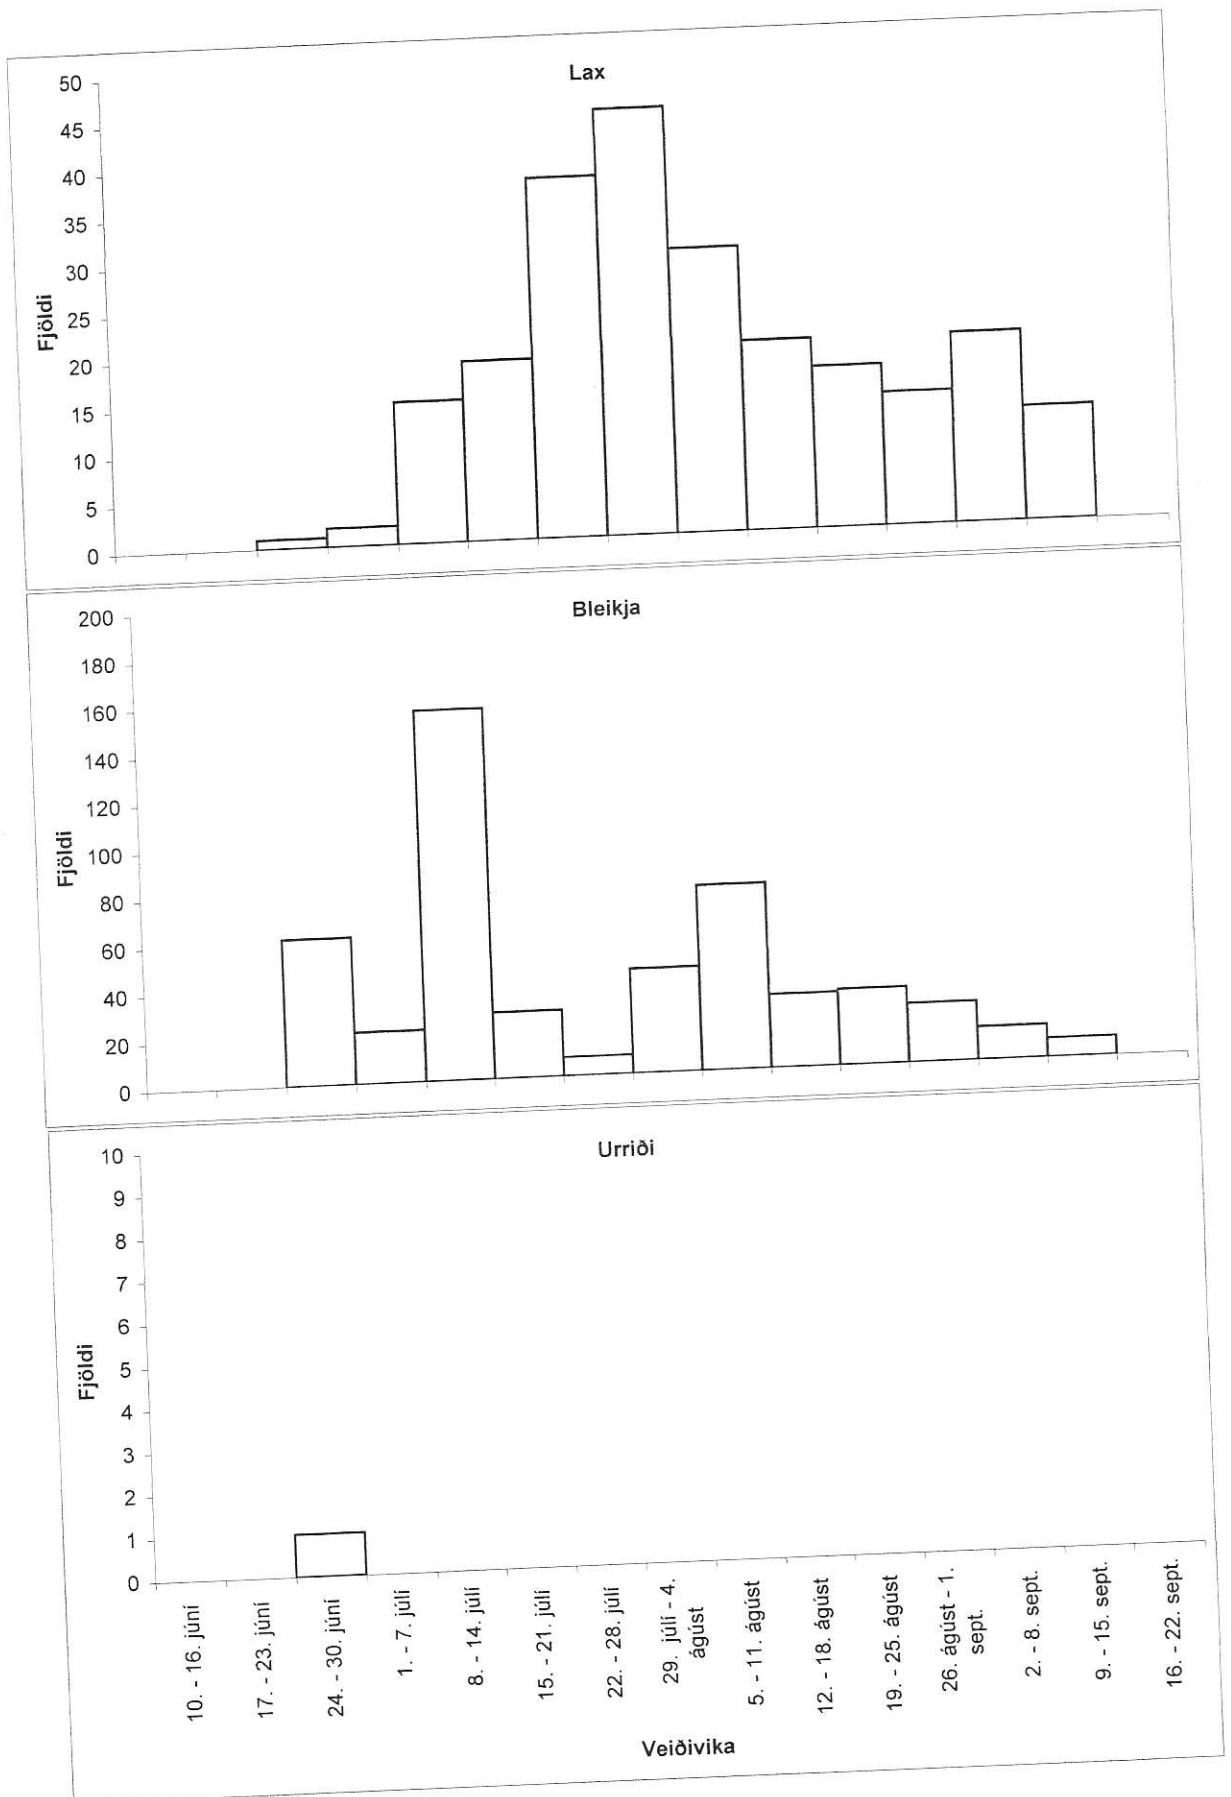 Lax
50
45
40
35
30
25
20
15
10
5
0
Fjöldi
Bleikja
200
180
160
140
120
100
80
60
40
20
0
Fjöldi
Urriði
10
9
8
7
6
5
4
3
2
1
0
Fjöldi
10. - 16. júní
17. - 23. júní
24. - 30. júní
1. - 7. júlí
8. - 14. júlí
15. - 21. júlí
22. - 28. júlí
29. júlí - 4.
ágúst
5. - 11. ágúst
12. - 18. ágúst
19. - 25. ágúst
26. ágúst - 1.
sept.
2. - 8. sept.
9. - 15. sept.
16. - 22. sept.
Veiðivika